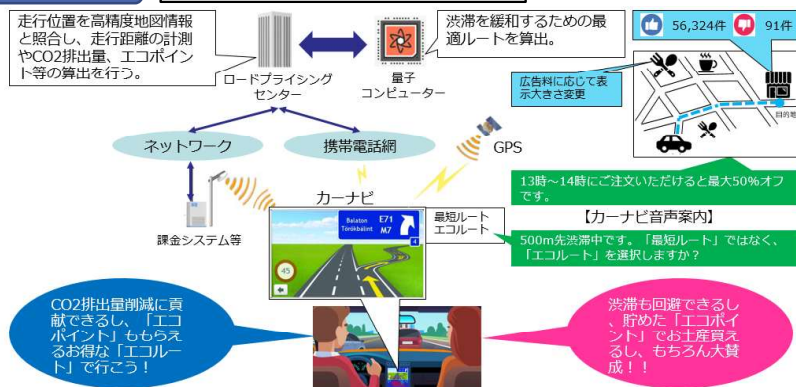 走行位置を高精度地図情報
と照合し、走行距離の計測
やCO2排出量、エコポイン
ト等の算出を行う。
ロードプライシング
センター
量子
コンピューター
渋滞を緩和するための最
適ルートを算出。
56,324件
91件
広告料に応じて表
示大きさ変更
目的地
ネットワーク
携帯電話網
GPS
13時~14時にご注文いただけると最大50%オフ
です。
カーナビ
課金システム等
Balaton E71
Törökbálint M7
4
45
最短ルート
エコルート
【カーナビ音声案内】
500m先渋滞中です。「最短ルート」ではなく、
「エコルート」を選択しますか?
CO2排出量削減に貢
献できるし、「エコ
ポイント」ももらえ
るお得な「エコルー
ト」で行こう!
渋滞も回避できるし
、貯めた「エコポイ
ント」でお土産買え
るし、もちろん大賛
成!!